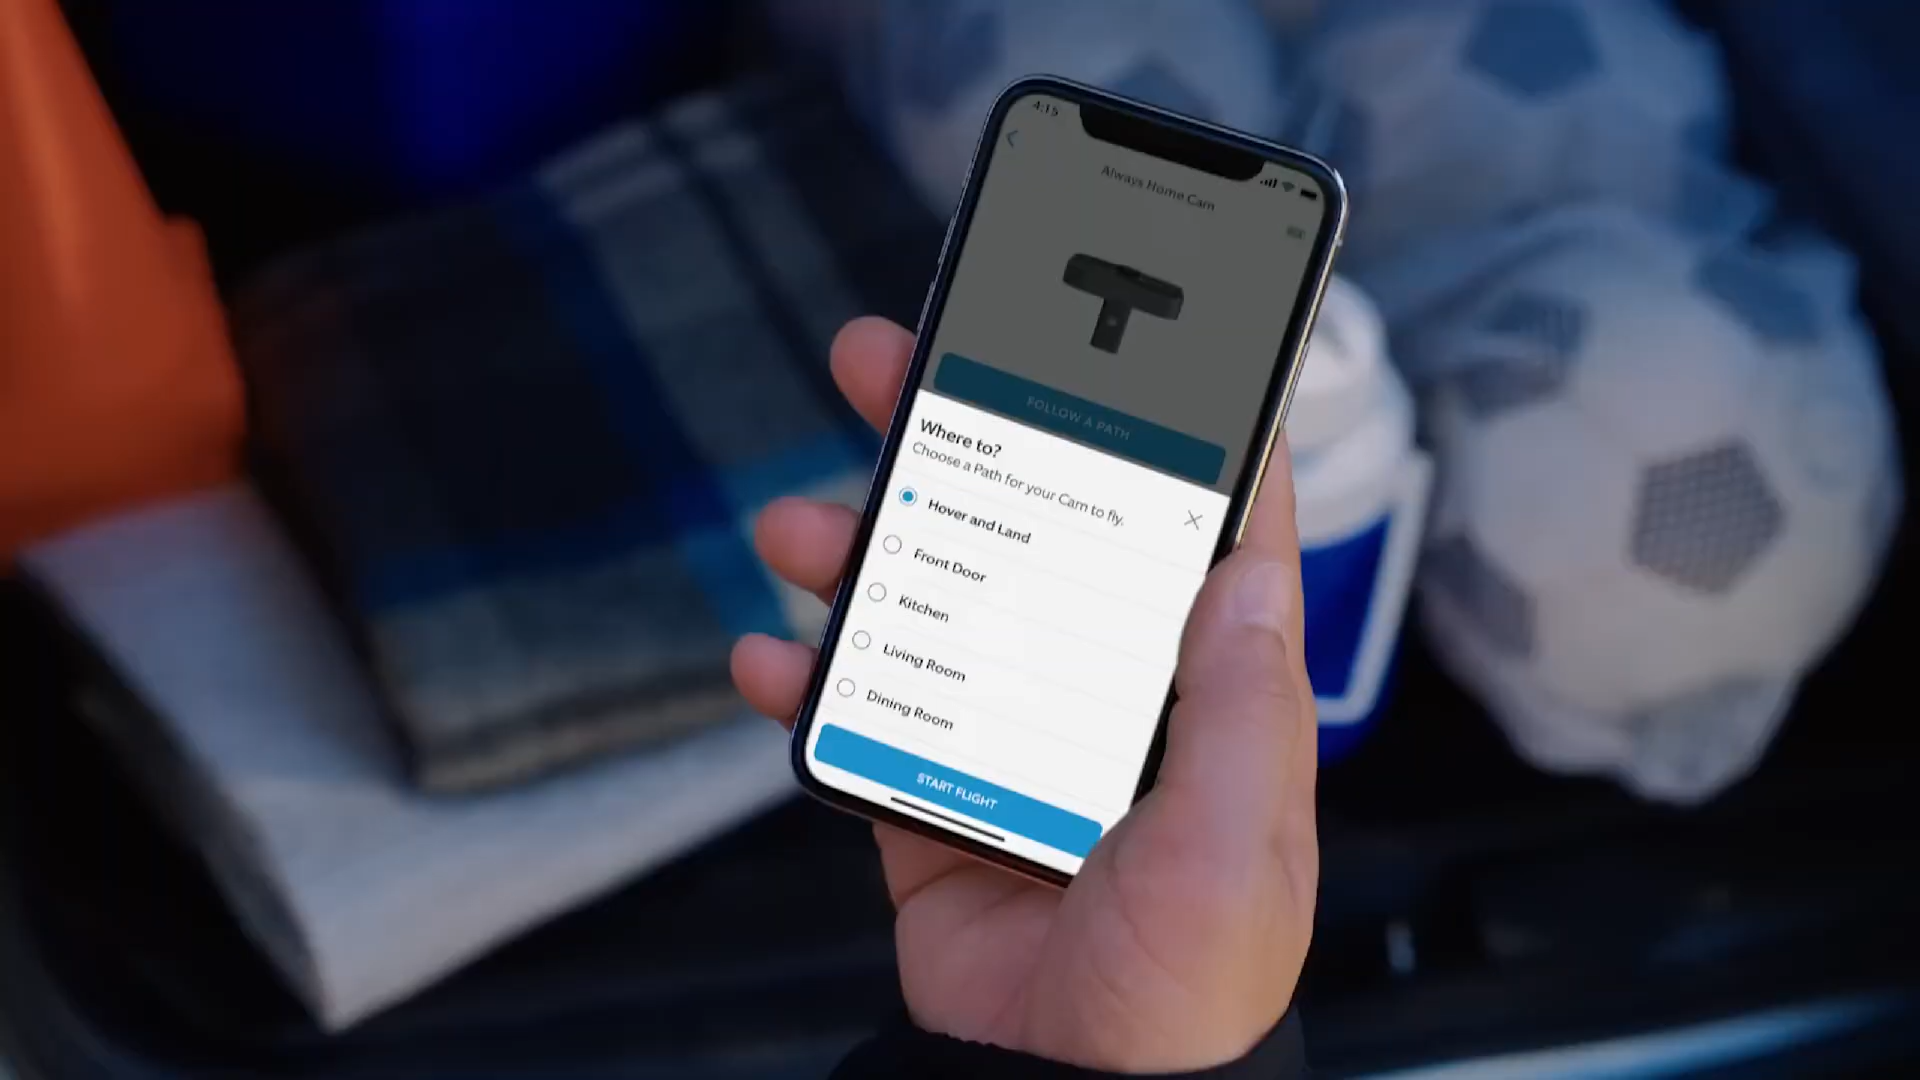 4:15
Always Home Cam
FOLLOW A PATH
Where to?
Choose a Path for your Cam to fly.
Hover and Land
Front Door
Kitchen
Living Room
Dining Room
START FLIGHT